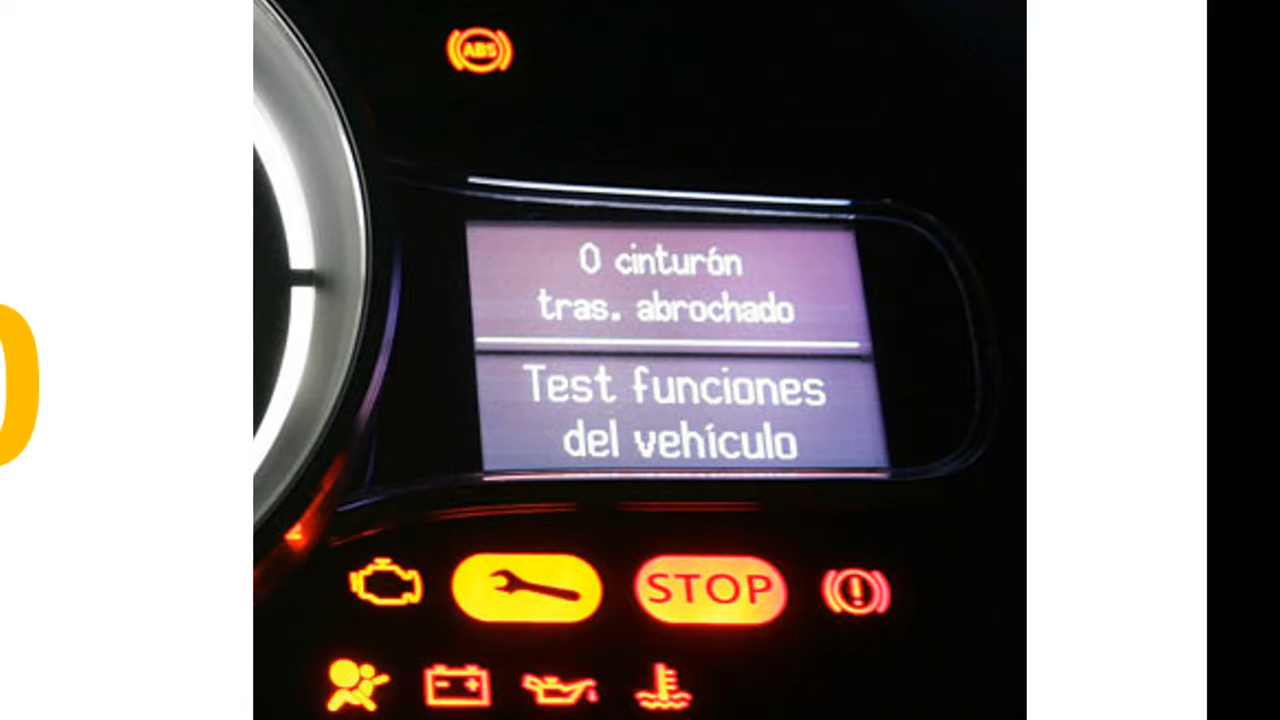 ABS
0 cinturón
tras. abrochado
Test funciones
del vehículo
STOP